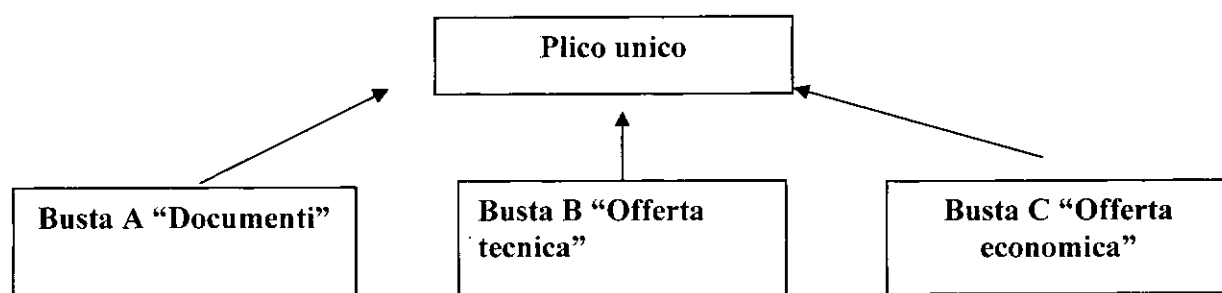 Plico unico
Busta A “Documenti”
Busta B “Offerta
tecnica”
Busta C “Offerta
economica”